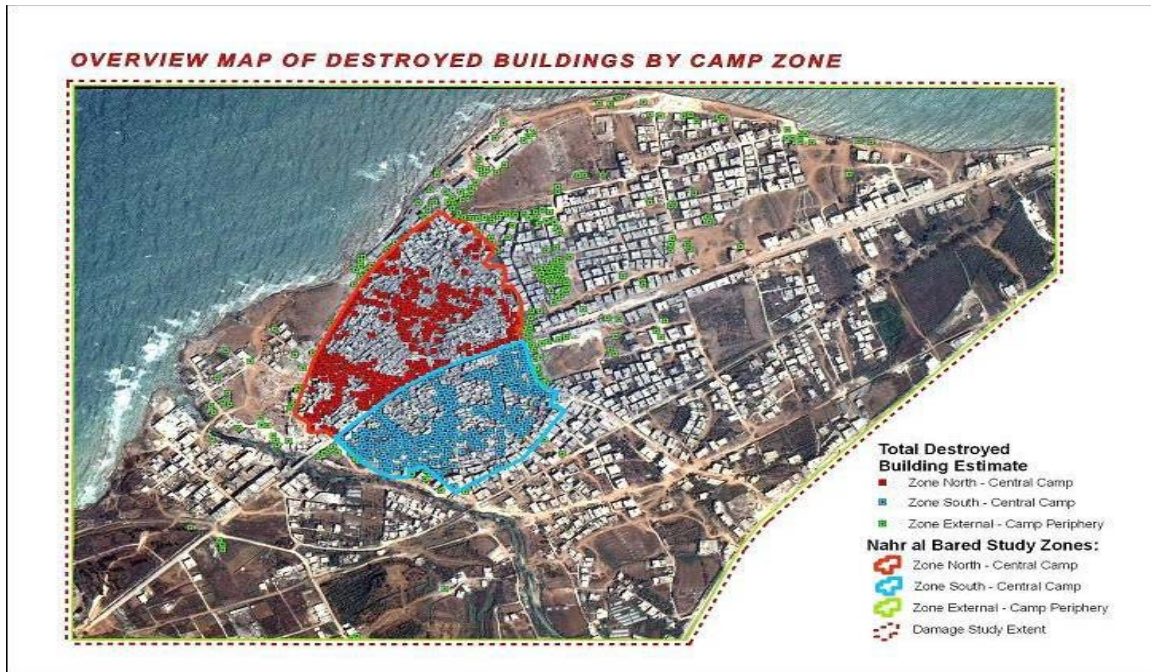 OVERVIEW MAP OF DESTROYED BUILDINGS BY CAMP ZONE
Total Destroyed
Building Estimate
Zone North - Central Camp
Zone South - Central Camp
Zone External - Camp Periphery
Nahr al Bared Study Zones:
Zone North - Central Camp
Zone South - Central Camp
Zone External - Camp Periphery
Damage Study Extent